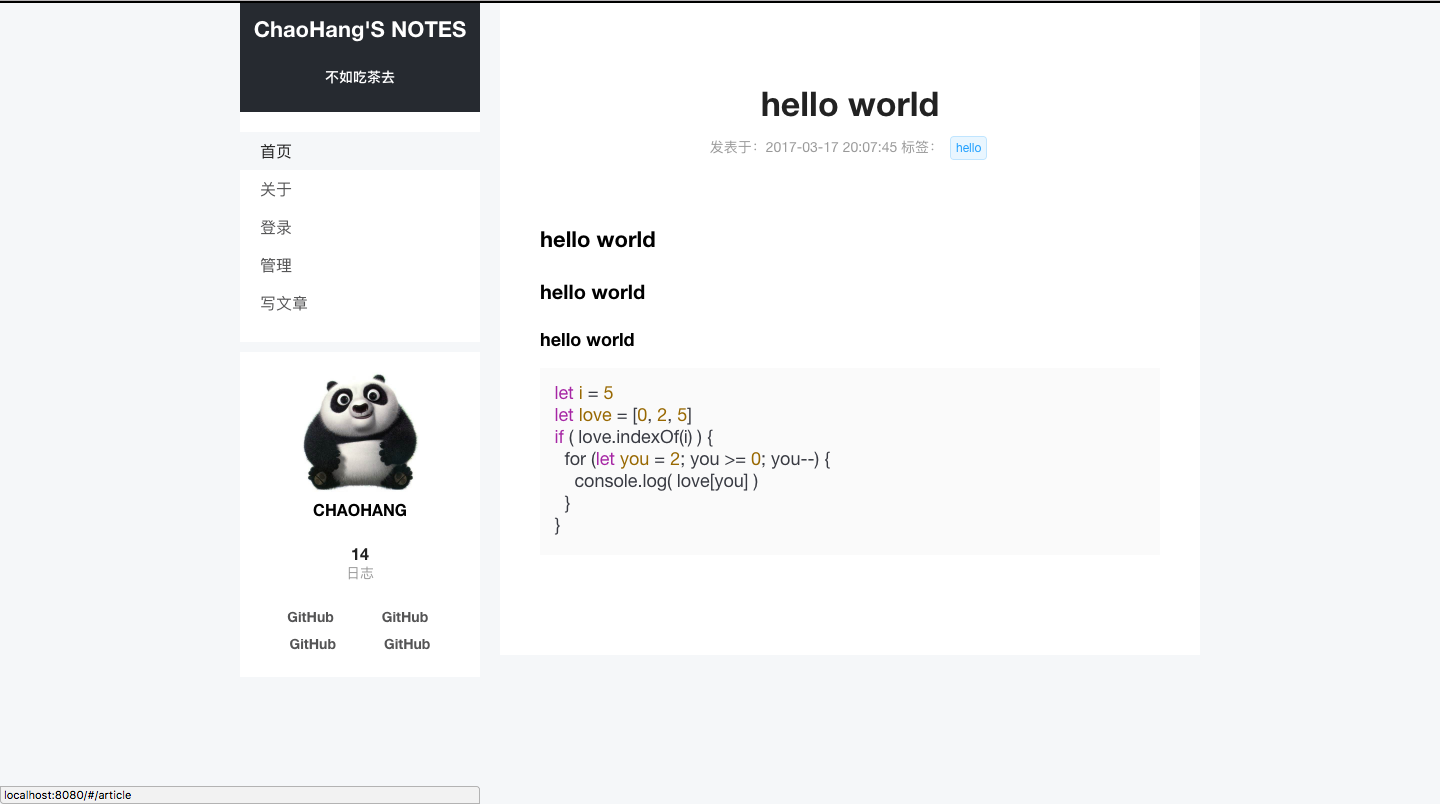 ChaoHang'S NOTES
不如吃茶去
首页
关于
登录
管理
写文章
CHAOHANG
14
日志
GitHub GitHub
GitHub GitHub
hello world
发表于：2017-03-17 20:07:45 标签： hello
hello world
hello world
hello world
let i = 5
let love = [0, 2, 5]
if ( love.indexOf(i) ) {
  for (let you = 2; you >= 0; you--) {
    console.log( love[you] )
  }
}
localhost:8080/#/article